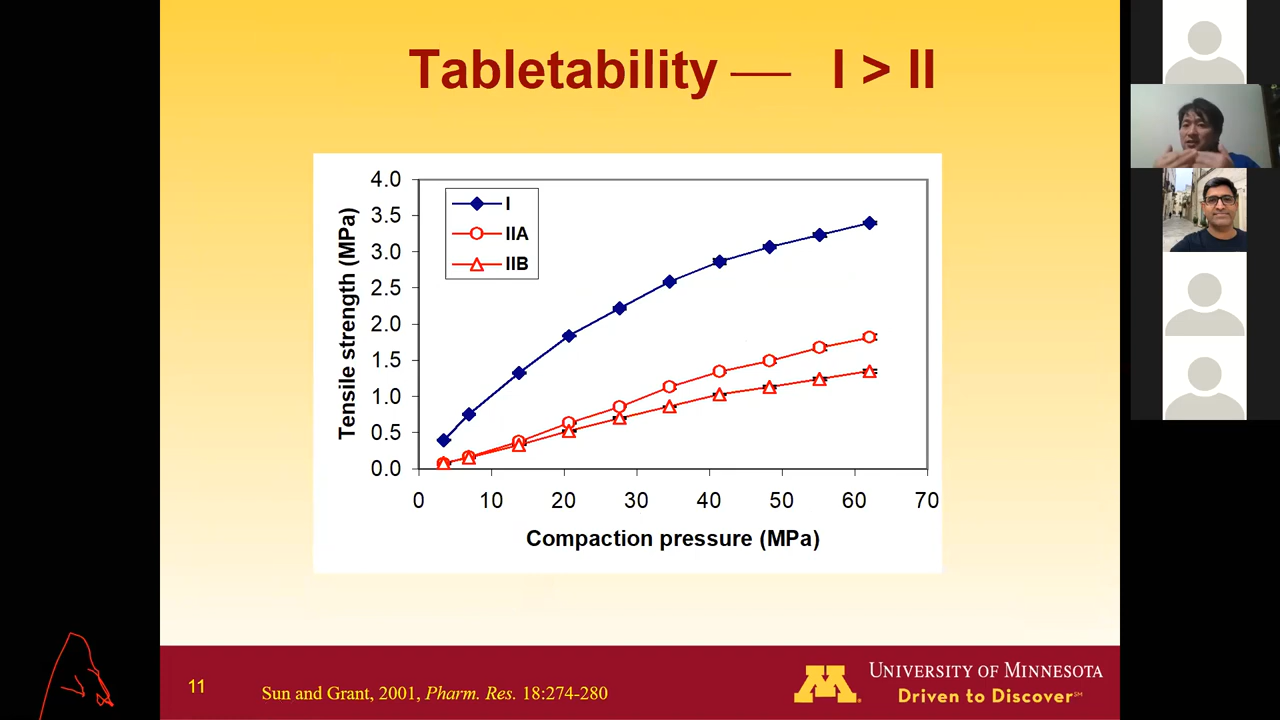 Tabletability — I > II
4.0
3.5
3.0
2.5
2.0
1.5
1.0
0.5
0.0
Tensile strength (MPa)
I
IIA
IIB
0 10 20 30 40 50 60 70
Compaction pressure (MPa)
11
Sun and Grant, 2001, Pharm. Res. 18:274-280
M
UNIVERSITY OF MINNESOTA
Driven to Discover℠